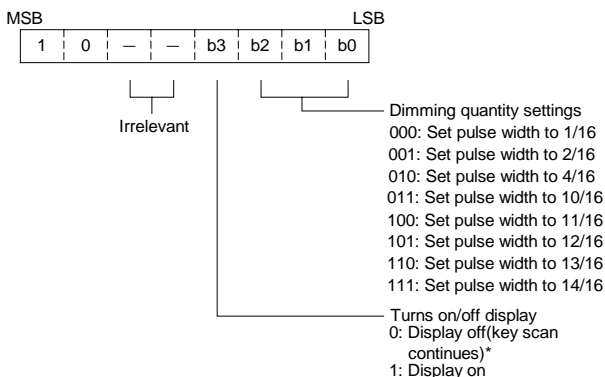 MSB LSB
1 0 – – b3 b2 b1 b0
Irrelevant
Dimming quantity settings
000: Set pulse width to 1/16
001: Set pulse width to 2/16
010: Set pulse width to 4/16
011: Set pulse width to 10/16
100: Set pulse width to 11/16
101: Set pulse width to 12/16
110: Set pulse width to 13/16
111: Set pulse width to 14/16
Turns on/off display
0: Display off(key scan
continues)*
1: Display on